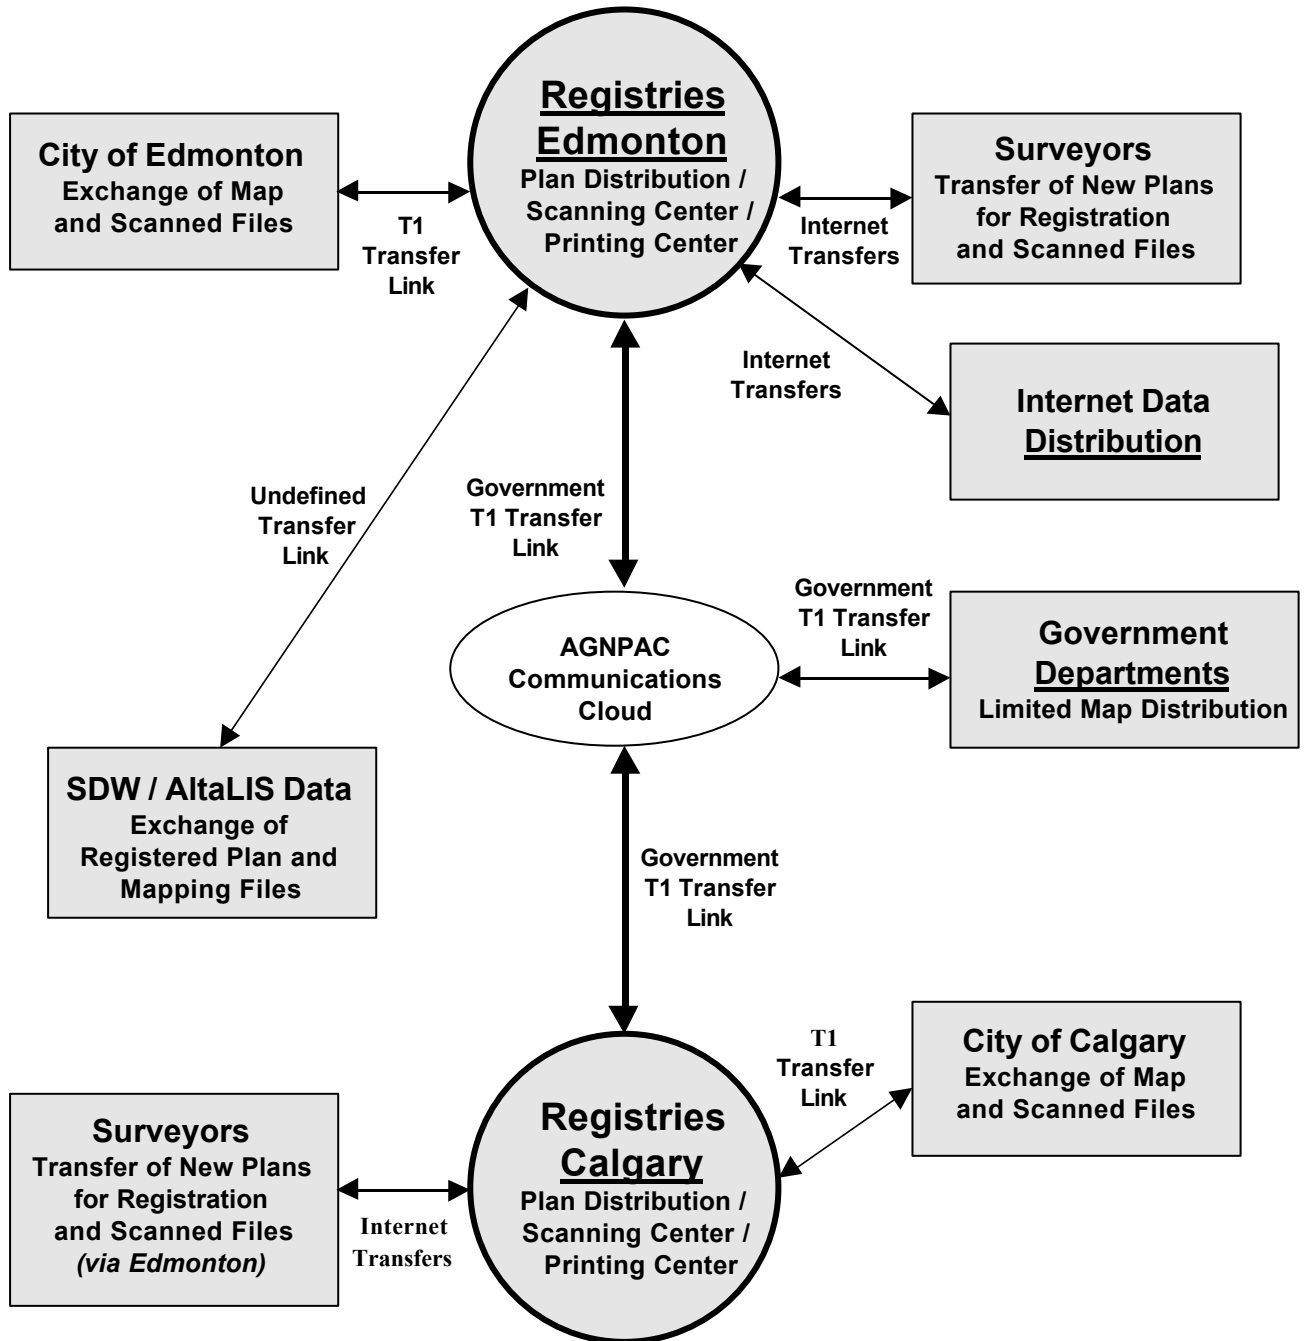 Registries
Edmonton
Plan Distribution /
Scanning Center /
Printing Center
City of Edmonton
Exchange of Map
and Scanned Files
T1
Transfer
Link
Surveyors
Transfer of New Plans
for Registration
and Scanned Files
Internet
Transfers
Internet
Transfers
Internet Data
Distribution
Undefined
Transfer
Link
Government
T1 Transfer
Link
Government
T1 Transfer
Link
AGNPAC
Communications
Cloud
Government
Departments
Limited Map Distribution
SDW / AltaLIS Data
Exchange of
Registered Plan and
Mapping Files
Government
T1 Transfer
Link
T1
Transfer
Link
City of Calgary
Exchange of Map
and Scanned Files
Surveyors
Transfer of New Plans
for Registration
and Scanned Files
(via Edmonton)
Internet
Transfers
Registries
Calgary
Plan Distribution /
Scanning Center /
Printing Center